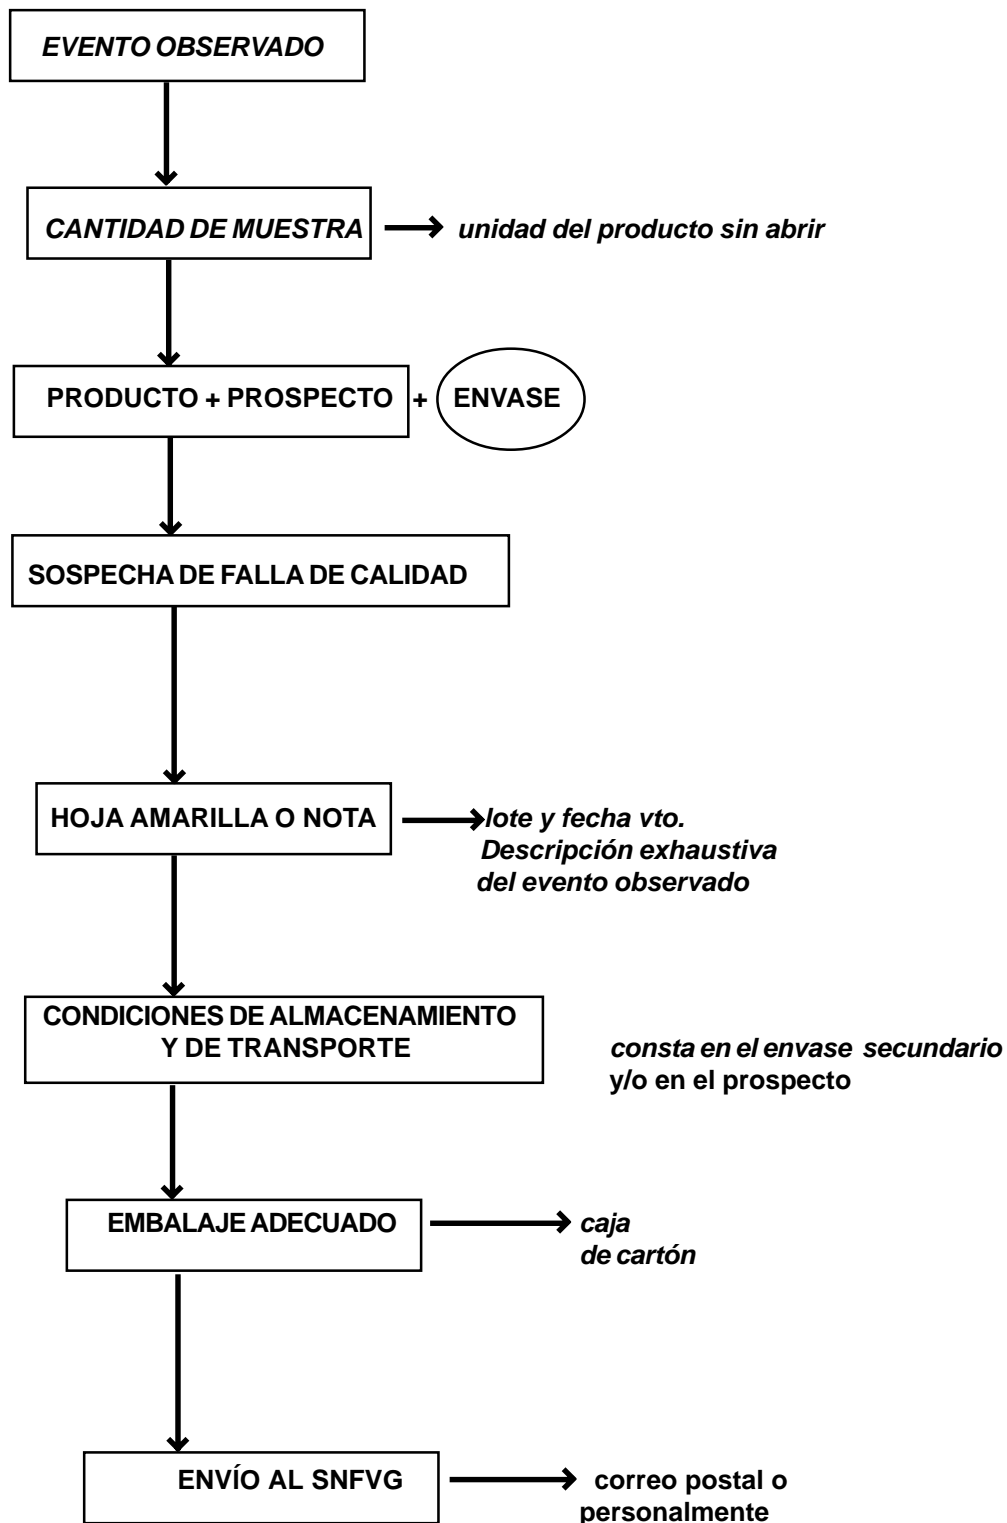 EVENTO OBSERVADO
CANTIDAD DE MUESTRA unidad del producto sin abrir
PRODUCTO + PROSPECTO + ENVASE
SOSPECHA DE FALLA DE CALIDAD
HOJA AMARILLA O NOTA lote y fecha vto.
Descripción exhaustiva
del evento observado
CONDICIONES DE ALMACENAMIENTO
Y DE TRANSPORTE
consta en el envase secundario
y/o en el prospecto
EMBALAJE ADECUADO caja
de cartón
ENVÍO AL SNFVG correo postal o
personalmente